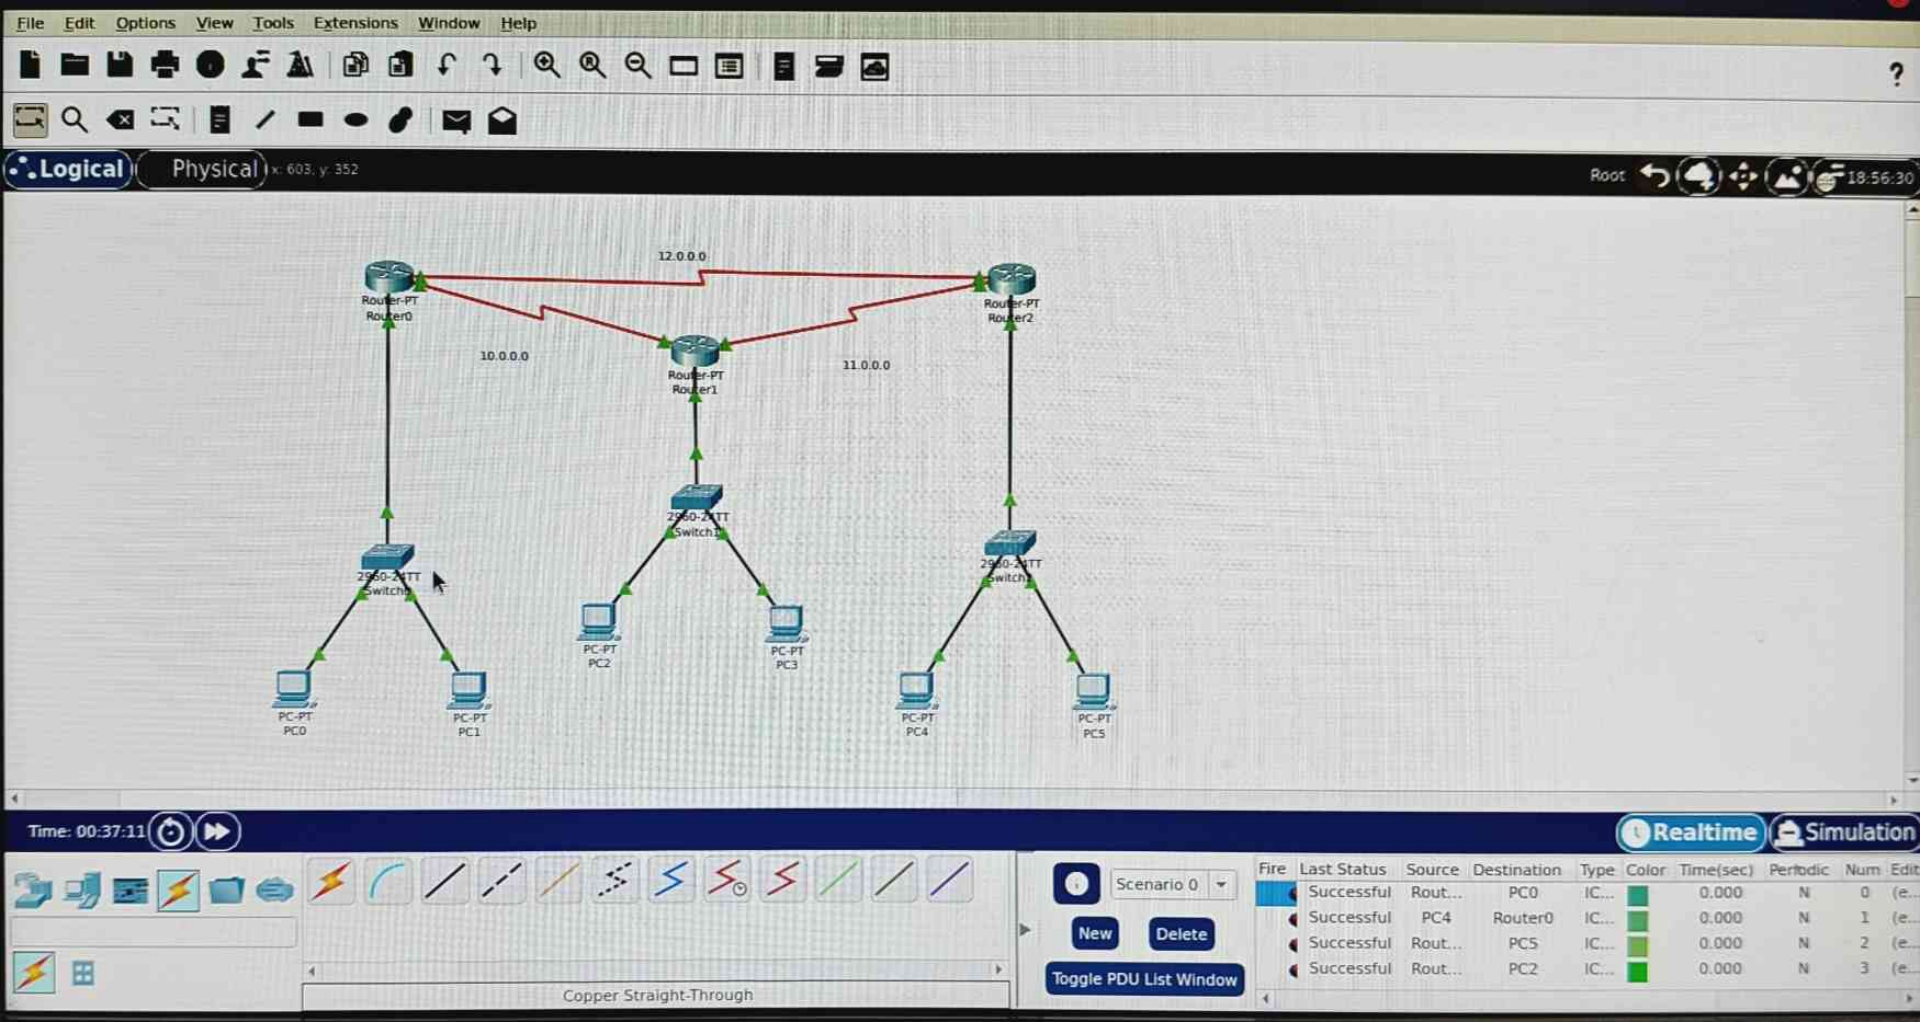 File Edit Options View Tools Extensions Window Help
?
Logical Physical x: 603, y: 352 Root 18:56:30
12.0.0.0
Router-PT
Router0
Router-PT
Router2
10.0.0.0
11.0.0.0
Router-PT
Router1
2960-24TT
Switch1
2960-24TT
Switch0
2960-24TT
PC-PT
PC2
PC-PT
PC3
PC-PT
PC0
PC-PT
PC1
PC-PT
PC4
PC-PT
PC5
Time: 00:37:11 Realtime Simulation
Scenario 0
New Delete
Toggle PDU List Window
Copper Straight-Through
Fire Last Status Source Destination Type Color Time(sec) Periodic Num Edit
Successful Rout... PC0 IC... 0.000 N 0 (e...
Successful PC4 Router0 IC... 0.000 N 1 (e...
Successful Rout... PC5 IC... 0.000 N 2 (e...
Successful Rout... PC2 IC... 0.000 N 3 (e...